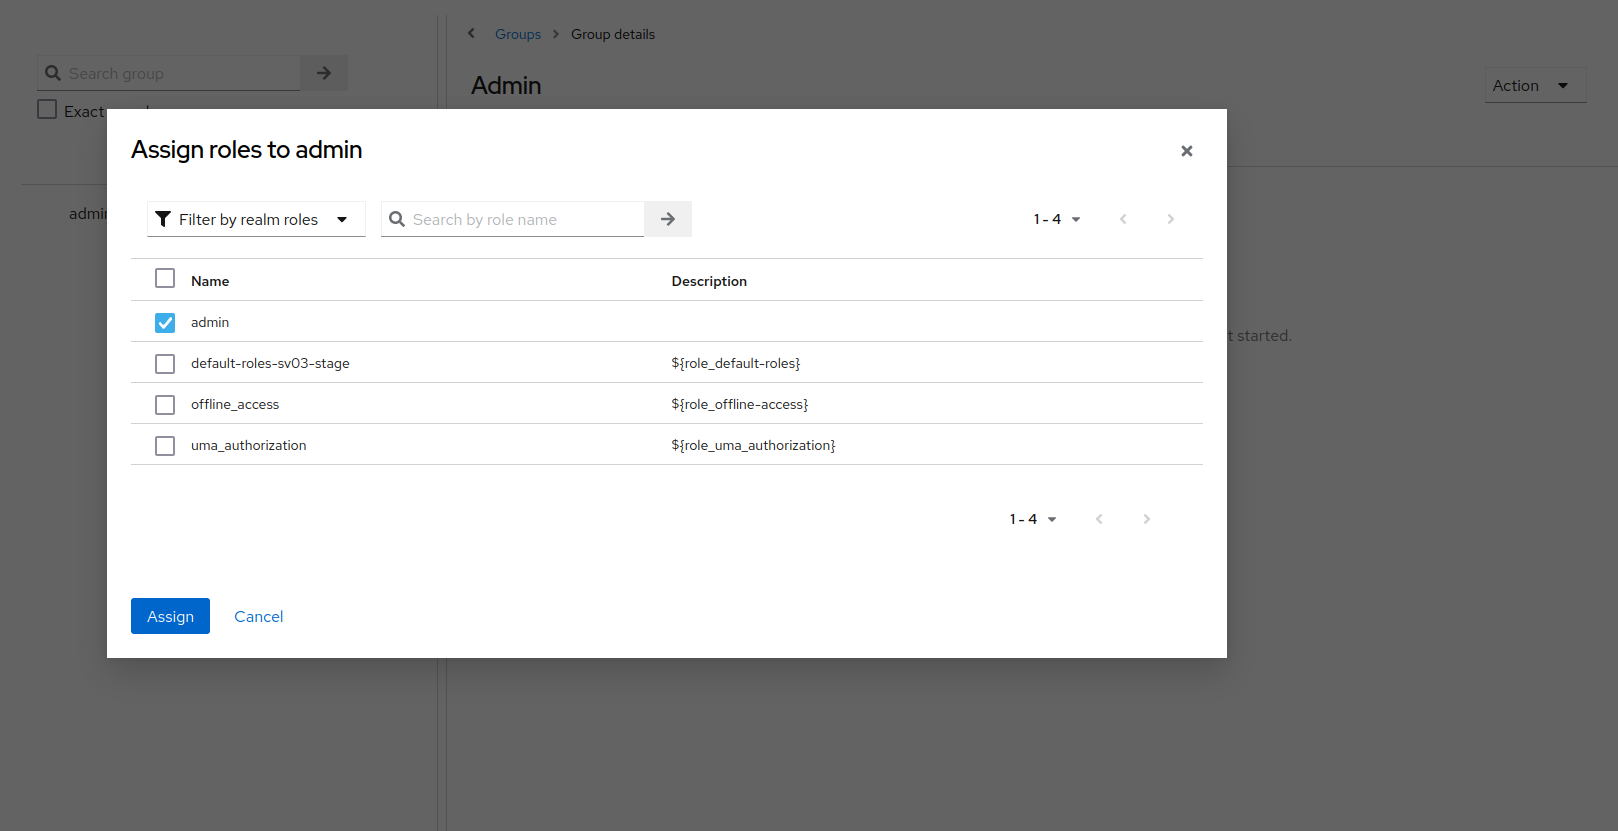 Groups > Group details
Search group
Admin
Action
Exact
Assign roles to admin
admin
Filter by realm roles
Search by role name
1 - 4
Name
Description
admin
default-roles-sv03-stage
${role_default-roles}
offline_access
${role_offline-access}
uma_authorization
${role_uma_authorization}
t started.
1 - 4
Assign
Cancel